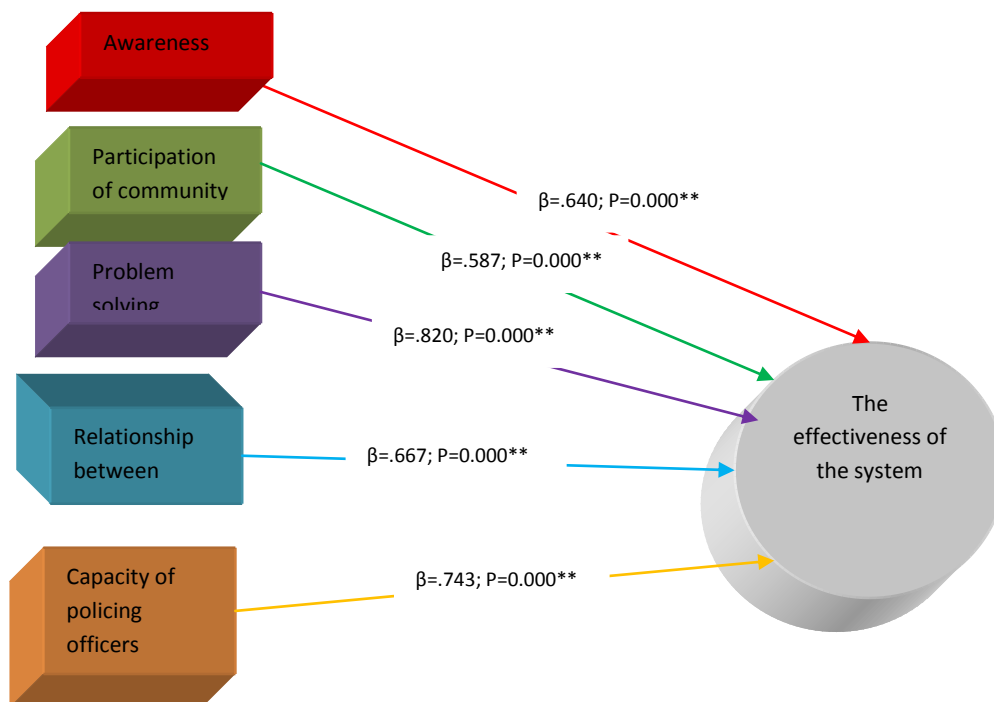 Awareness
Participation
of community
β=.640; P=0.000**
β=.587; P=0.000**
Problem
solving
β=.820; P=0.000**
The
effectiveness of
the system
Relationship
between
β=.667; P=0.000**
Capacity of
policing
officers
β=.743; P=0.000**